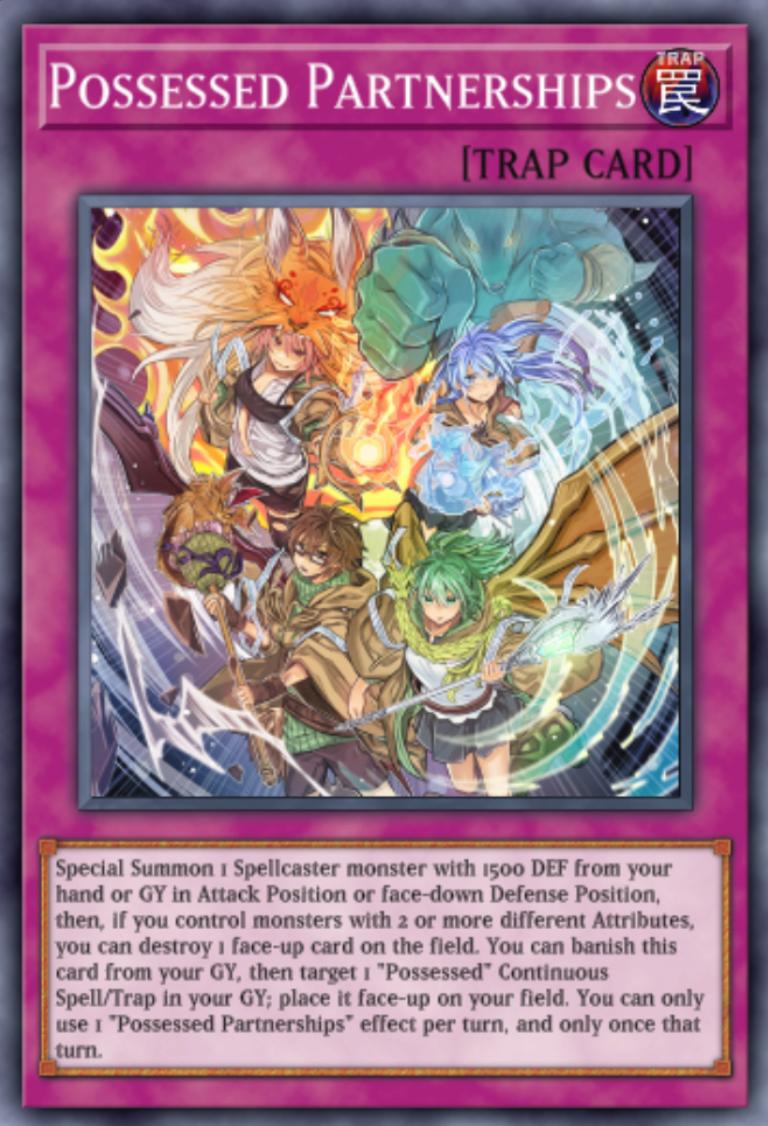 Possessed Partnerships
TRAP
罠
[TRAP CARD]
Special Summon 1 Spellcaster monster with 1500 DEF from your
hand or GY in Attack Position or face-down Defense Position,
then, if you control monsters with 2 or more different Attributes,
you can destroy 1 face-up card on the field. You can banish this
card from your GY, then target 1 "Possessed" Continuous
Spell/Trap in your GY; place it face-up on your field. You can only
use 1 "Possessed Partnerships" effect per turn, and only once that
turn.